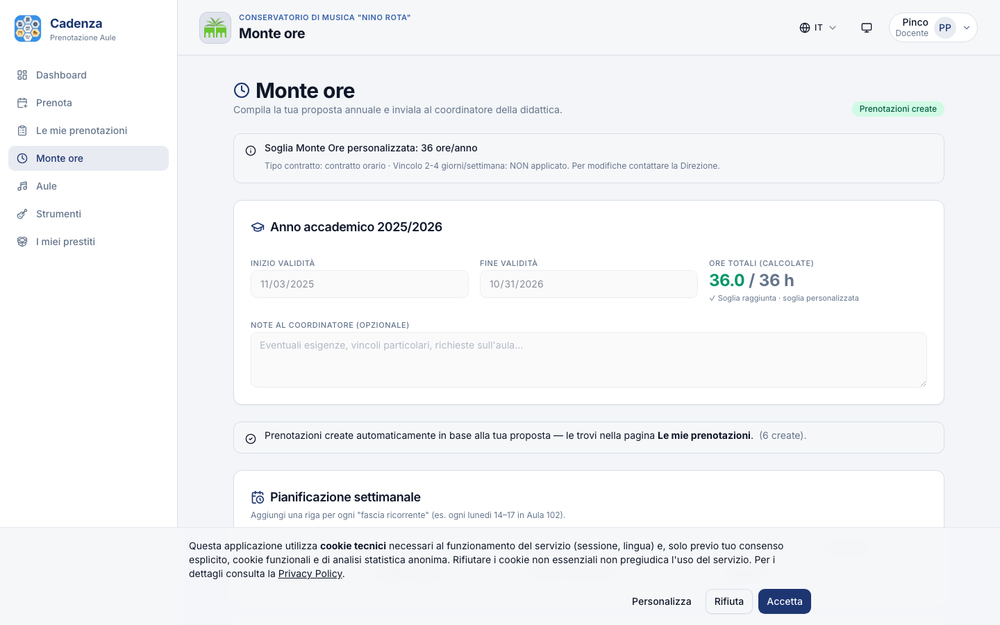 Cadenza
Prenotazione Aule
Dashboard
Prenota
Le mie prenotazioni
Monte ore
Aule
Strumenti
I miei prestiti
CONSERVATORIO DI MUSICA "NINO ROTA"
Monte ore
IT
Pinco
Docente
PP
Monte ore
Compila la tua proposta annuale e inviala al coordinatore della didattica.
Prenotazioni create
Soglia Monte Ore personalizzata: 36 ore/anno
Tipo contratto: contratto orario · Vincolo 2-4 giorni/settimana: NON applicato. Per modifiche contattare la Direzione.
Anno accademico 2025/2026
INIZIO VALIDITÀ
11/03/2025
FINE VALIDITÀ
10/31/2026
ORE TOTALI (CALCOLATE)
36.0 / 36 h
✓ Soglia raggiunta · soglia personalizzata
NOTE AL COORDINATORE (OPZIONALE)
Eventuali esigenze, vincoli particolari, richieste sull'aula...
Prenotazioni create automaticamente in base alla tua proposta — le trovi nella pagina Le mie prenotazioni. (6 create).
Pianificazione settimanale
Aggiungi una riga per ogni "fascia ricorrente" (es. ogni lunedì 14–17 in Aula 102).
Questa applicazione utilizza cookie tecnici necessari al funzionamento del servizio (sessione, lingua) e, solo previo tuo consenso
esplicito, cookie funzionali e di analisi statistica anonima. Rifiutare i cookie non essenziali non pregiudica l'uso del servizio. Per i
dettagli consulta la Privacy Policy.
Personalizza
Rifiuta
Accetta